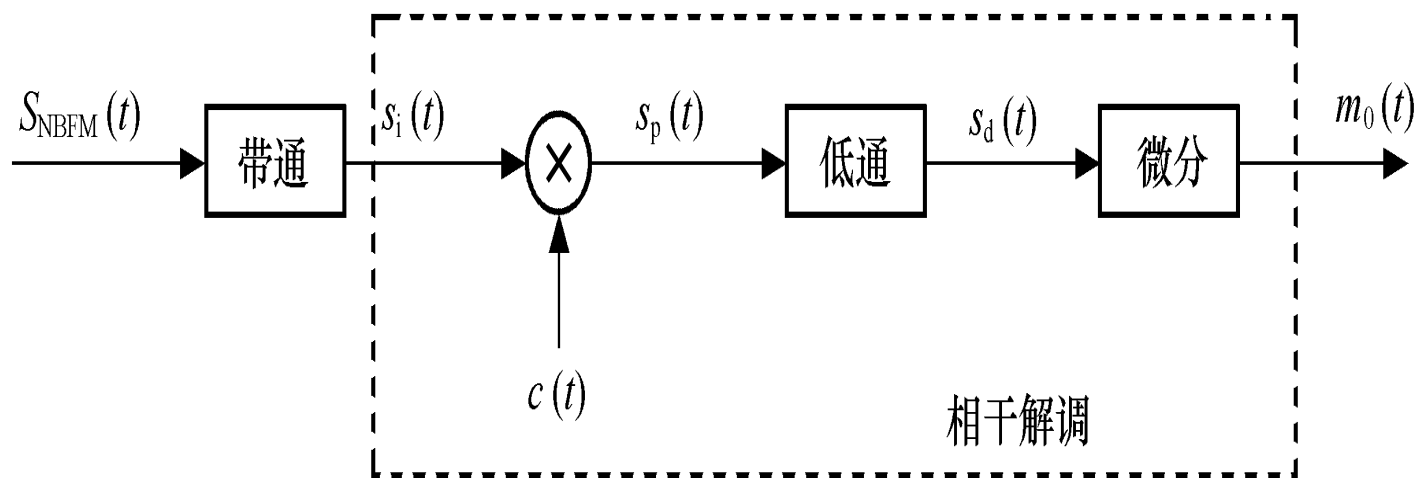 S_NBFM(t)
带通
s_i(t)
×
s_p(t)
低通
s_d(t)
微分
m_0(t)
c(t)
相干解调